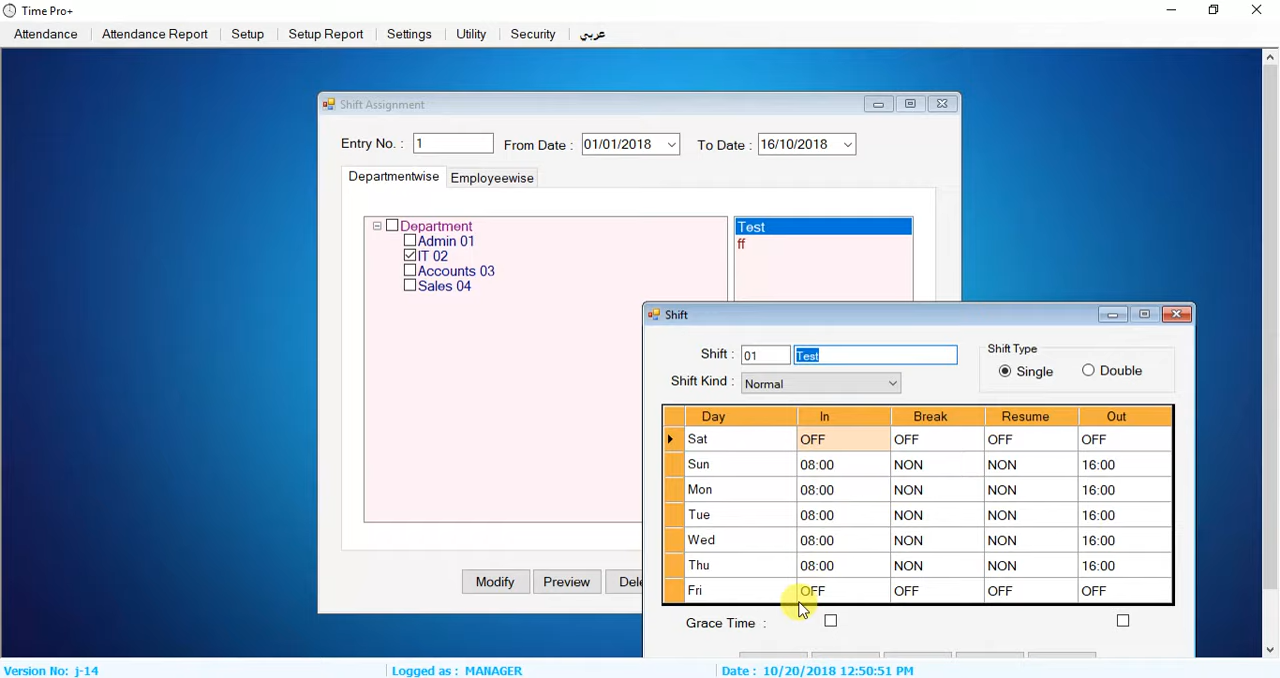 Time Pro+
Attendance Attendance Report Setup Setup Report Settings Utility Security عربي
Shift Assignment
Entry No. : 1 From Date : 01/01/2018 To Date : 16/10/2018
Departmentwise Employeewise
Department
Admin 01
IT 02
Accounts 03
Sales 04
Test
ff
Modify Preview Dele
Shift
Shift : 01 Test
Shift Kind : Normal
Shift Type
Single Double
Day In Break Resume Out
Sat OFF OFF OFF OFF
Sun 08:00 NON NON 16:00
Mon 08:00 NON NON 16:00
Tue 08:00 NON NON 16:00
Wed 08:00 NON NON 16:00
Thu 08:00 NON NON 16:00
Fri OFF OFF OFF OFF
Grace Time :
Version No: j-14 Logged as : MANAGER Date : 10/20/2018 12:50:51 PM